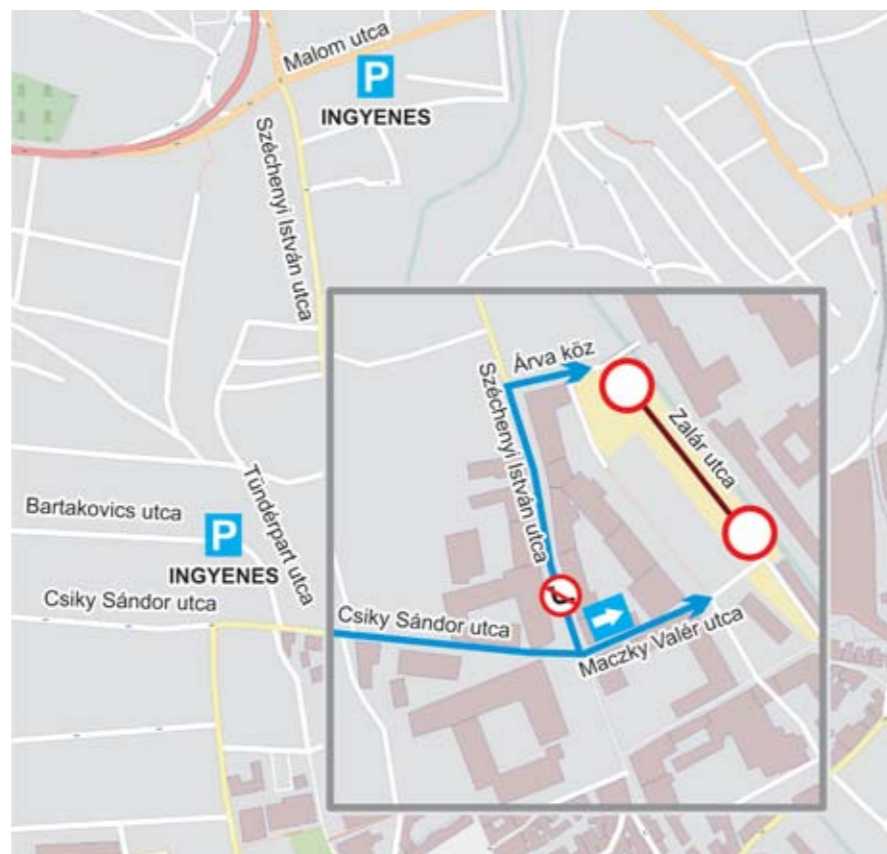 Malom utca
P
INGYENES
Széchenyi István utca
Árva köz
Széchenyi István utca
Zalár utca
Tündérpart utca
Bartakovics utca
P
INGYENES
Csiky Sándor utca
Csiky Sándor utca
Maczky Valér utca